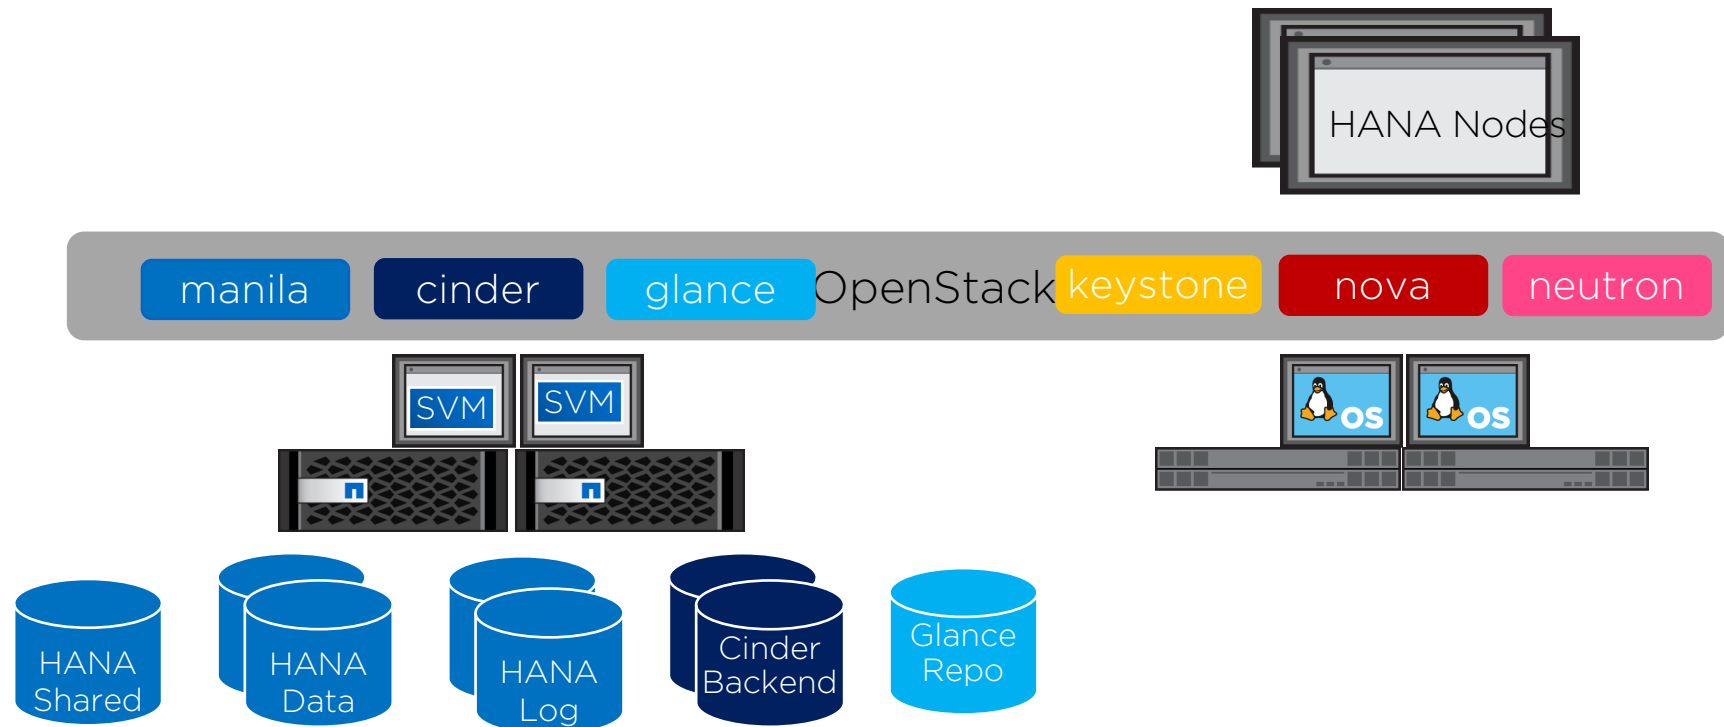 HANA Nodes
manila
cinder
glance
OpenStack
keystone
nova
neutron
SVM
SVM
OS
OS
HANA
Shared
HANA
Data
HANA
Log
Cinder
Backend
Glance
Repo